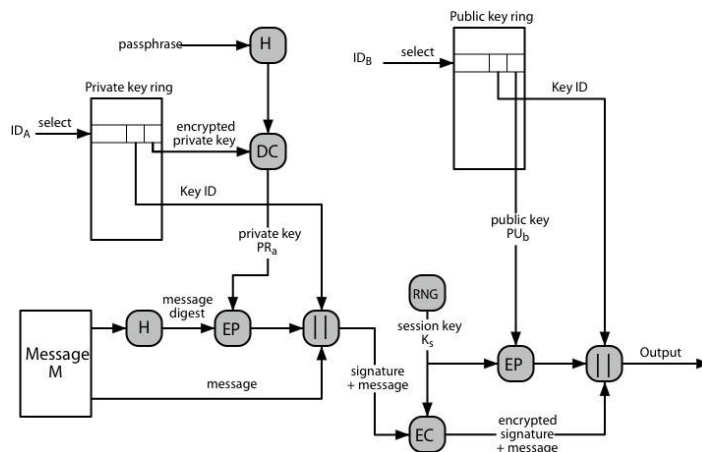 Public key ring
passphrase
H
ID_B
select
Private key ring
Key ID
ID_A
select
encrypted
private key
DC
Key ID
public key
PU_b
private key
PR_a
RNG
message
digest
session key
K_s
H
EP
||
Message
M
EP
||
Output
message
signature
+ message
EC
encrypted
signature
+ message